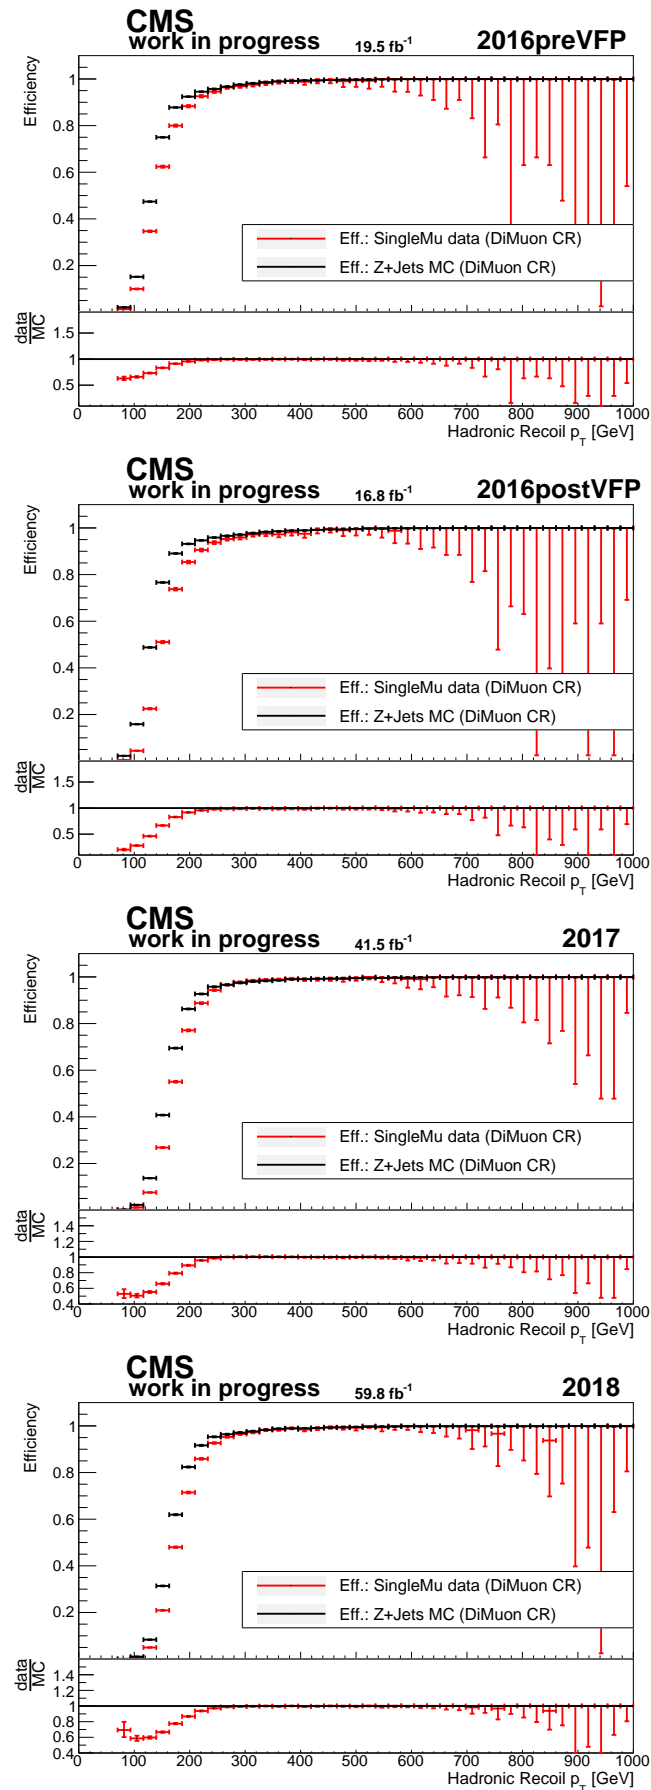 CMS
work in progress 19.5 fb-1 2016preVFP
Efficiency
1
0.8
0.6
0.4
0.2
Eff.: SingleMu data (DiMuon CR)
Eff.: Z+Jets MC (DiMuon CR)
data
MC
1.5
1
0.5
0 100 200 300 400 500 600 700 800 900 1000
Hadronic Recoil pT [GeV]
CMS
work in progress 16.8 fb-1 2016postVFP
Efficiency
1
0.8
0.6
0.4
0.2
Eff.: SingleMu data (DiMuon CR)
Eff.: Z+Jets MC (DiMuon CR)
data
MC
1.5
1
0.5
0 100 200 300 400 500 600 700 800 900 1000
Hadronic Recoil pT [GeV]
CMS
work in progress 41.5 fb-1 2017
Efficiency
1
0.8
0.6
0.4
0.2
Eff.: SingleMu data (DiMuon CR)
Eff.: Z+Jets MC (DiMuon CR)
data
MC
1.4
1.2
1
0.8
0.6
0.4
0 100 200 300 400 500 600 700 800 900 1000
Hadronic Recoil pT [GeV]
CMS
work in progress 59.8 fb-1 2018
Efficiency
1
0.8
0.6
0.4
0.2
Eff.: SingleMu data (DiMuon CR)
Eff.: Z+Jets MC (DiMuon CR)
data
MC
1.4
1.2
1
0.8
0.6
0.4
0 100 200 300 400 500 600 700 800 900 1000
Hadronic Recoil pT [GeV]